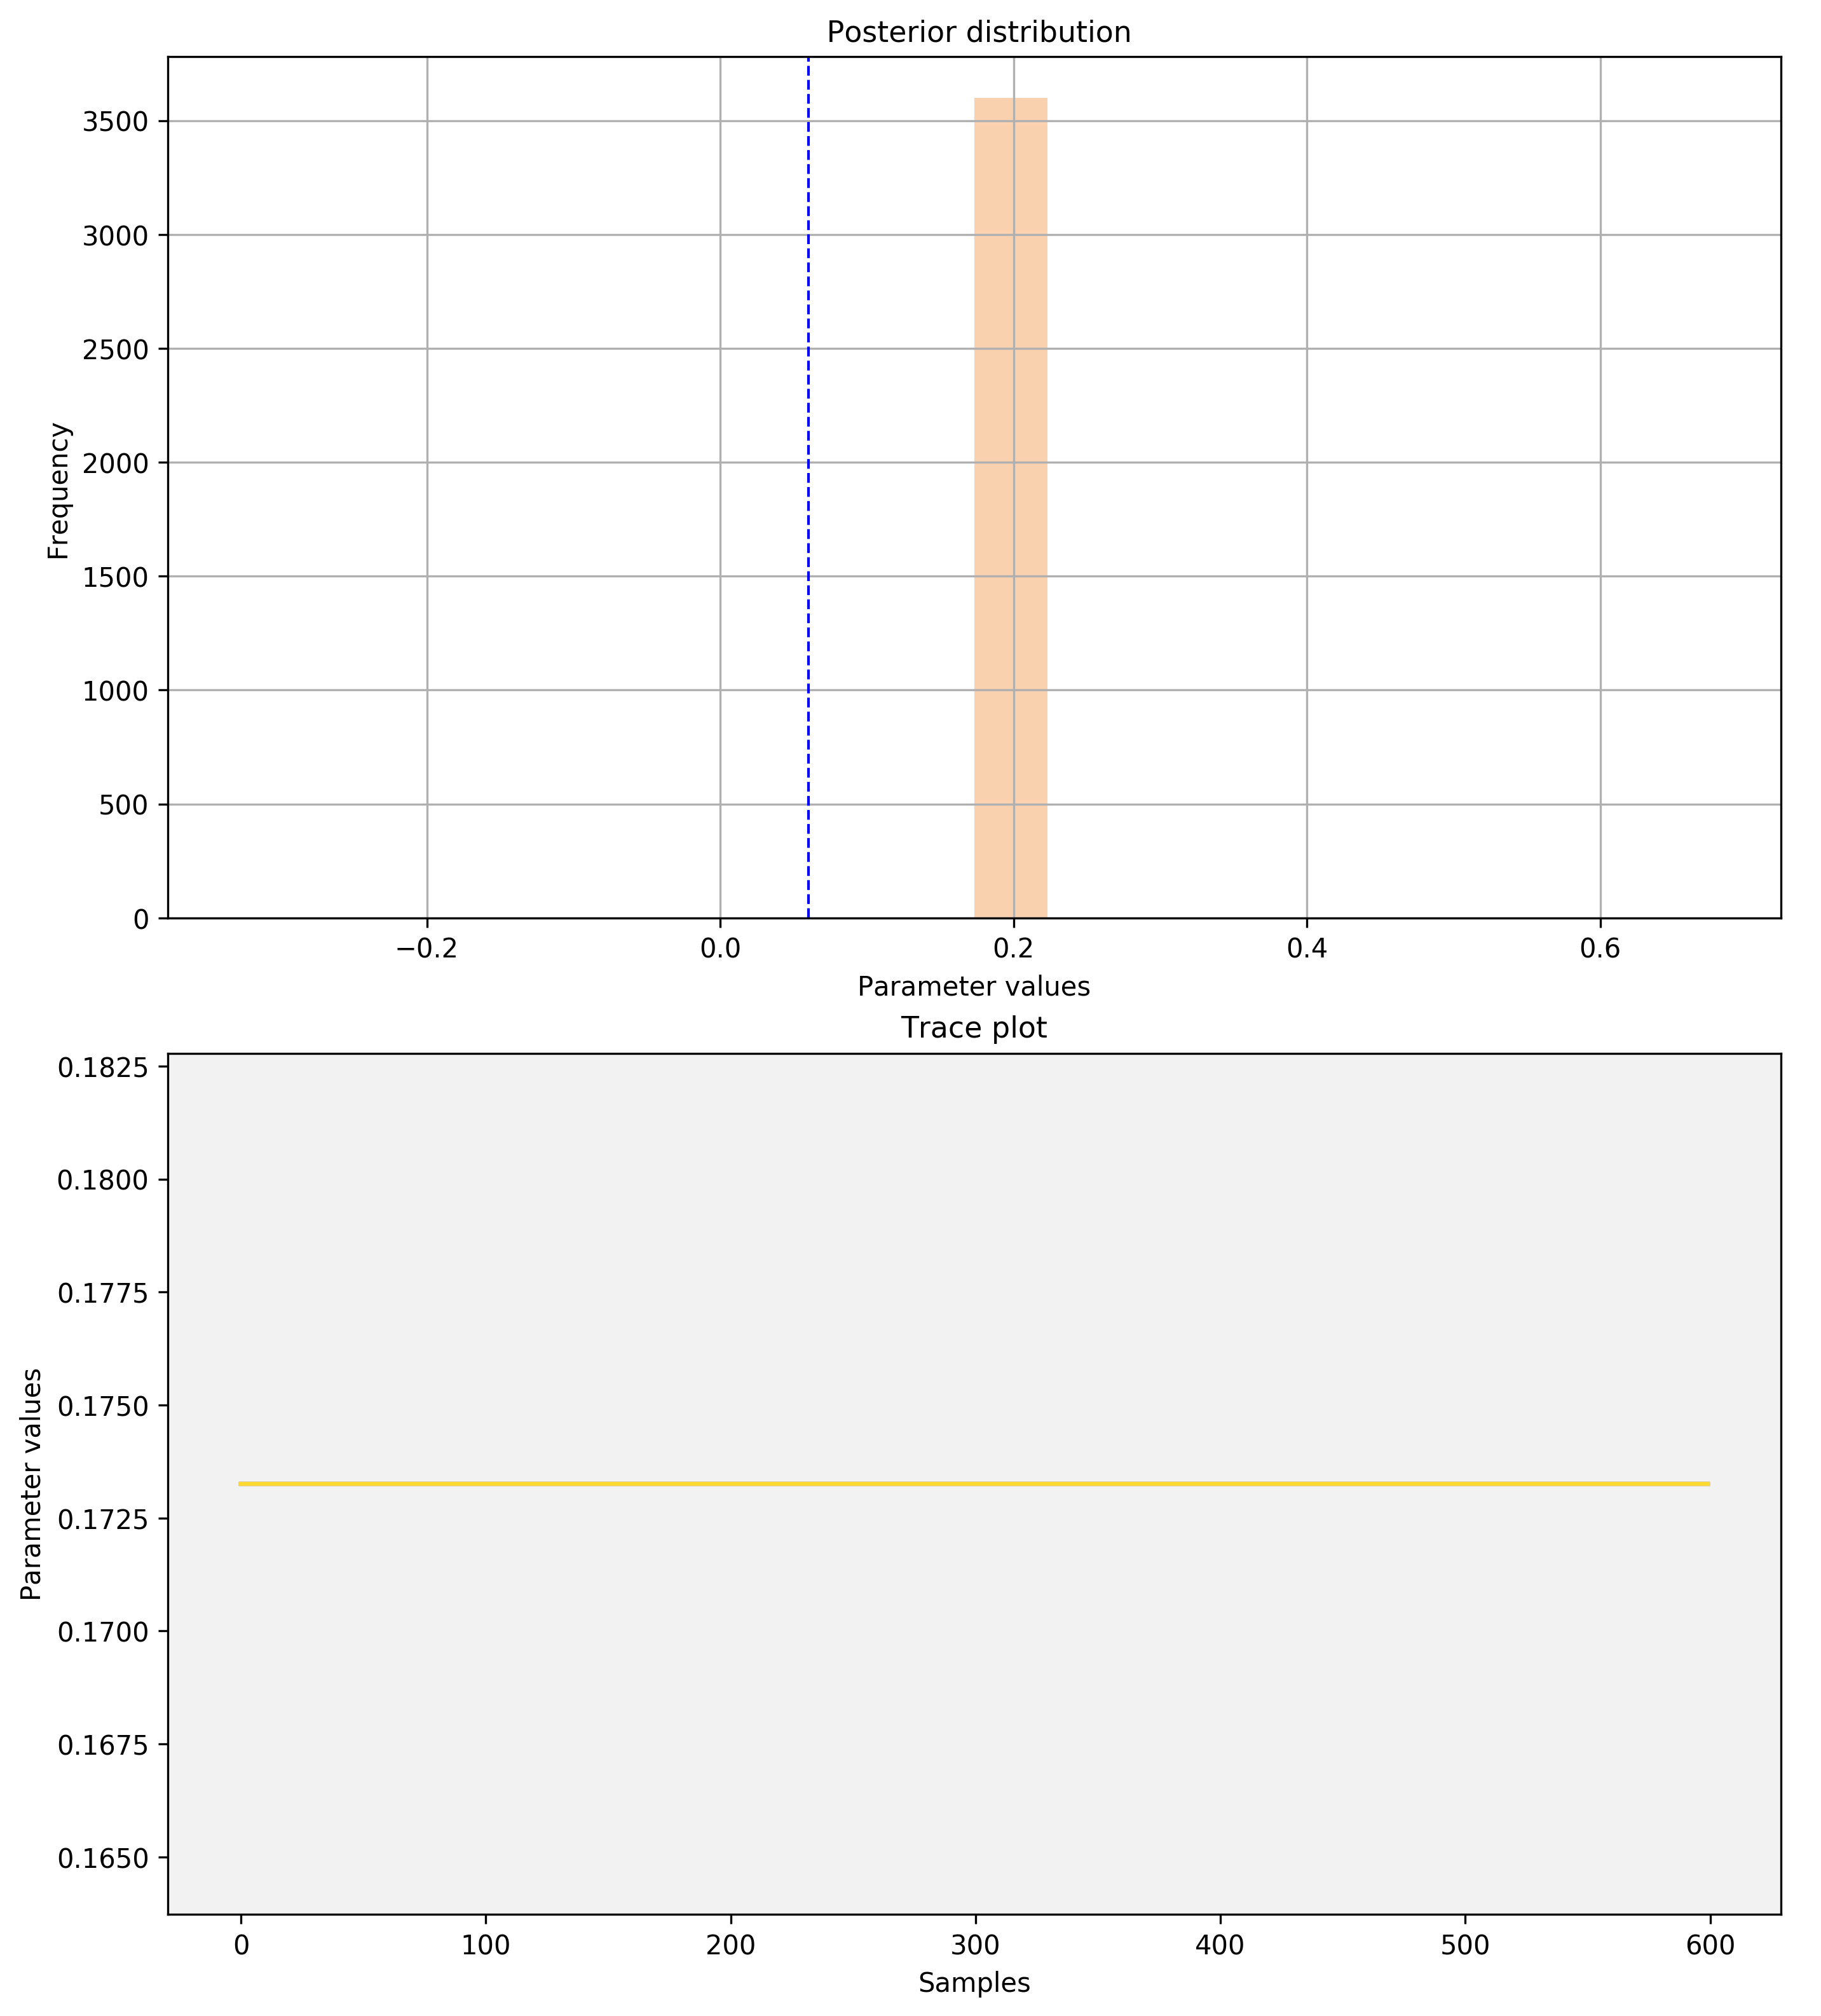 Posterior distribution
3500
3000
2500
2000
1500
1000
500
0
Frequency
−0.2 0.0 0.2 0.4 0.6
Parameter values
Trace plot
0.1825
0.1800
0.1775
0.1750
0.1725
0.1700
0.1675
0.1650
Parameter values
0 100 200 300 400 500 600
Samples